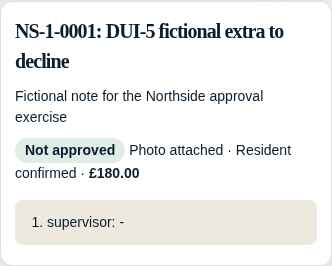 NS-1-0001: DUI-5 fictional extra to
decline
Fictional note for the Northside approval
exercise
Not approved Photo attached · Resident
confirmed · £180.00
1. supervisor: -